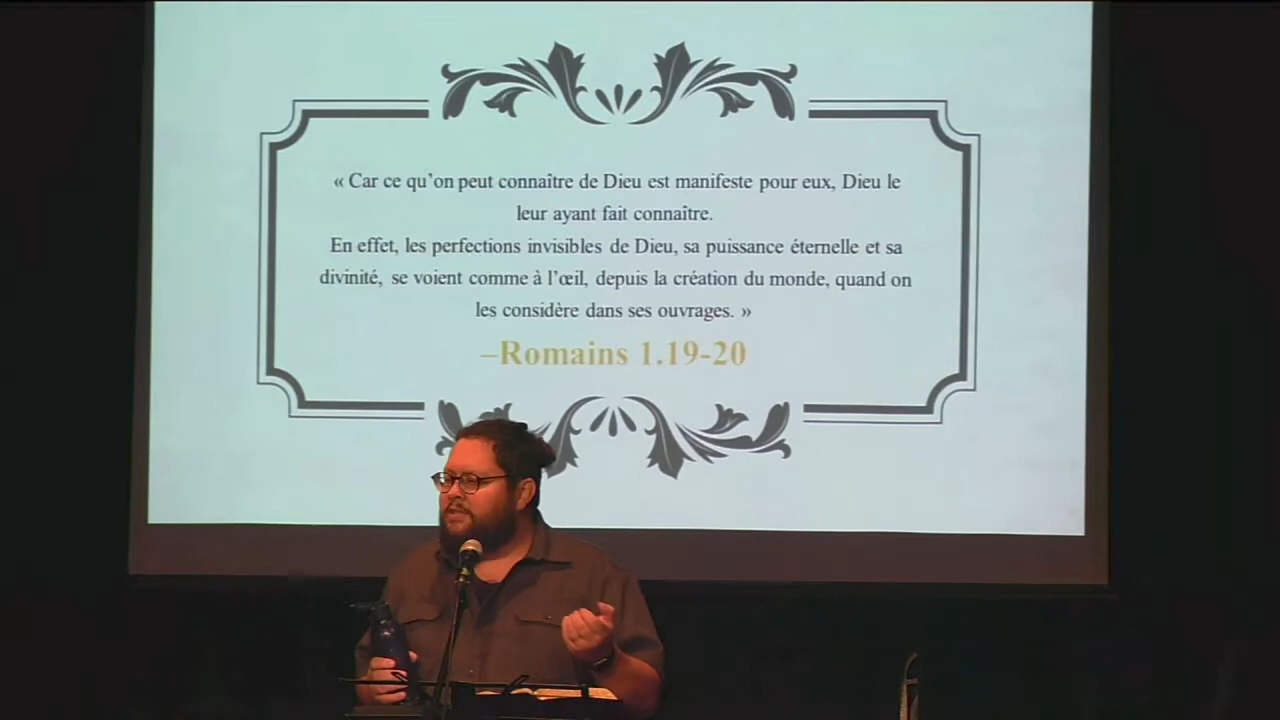 « Car ce qu'on peut connaître de Dieu est manifeste pour eux, Dieu le
leur ayant fait connaître.
En effet, les perfections invisibles de Dieu, sa puissance éternelle et sa
divinité, se voient comme à l'œil, depuis la création du monde, quand on
les considère dans ses ouvrages. »
–Romains 1.19-20